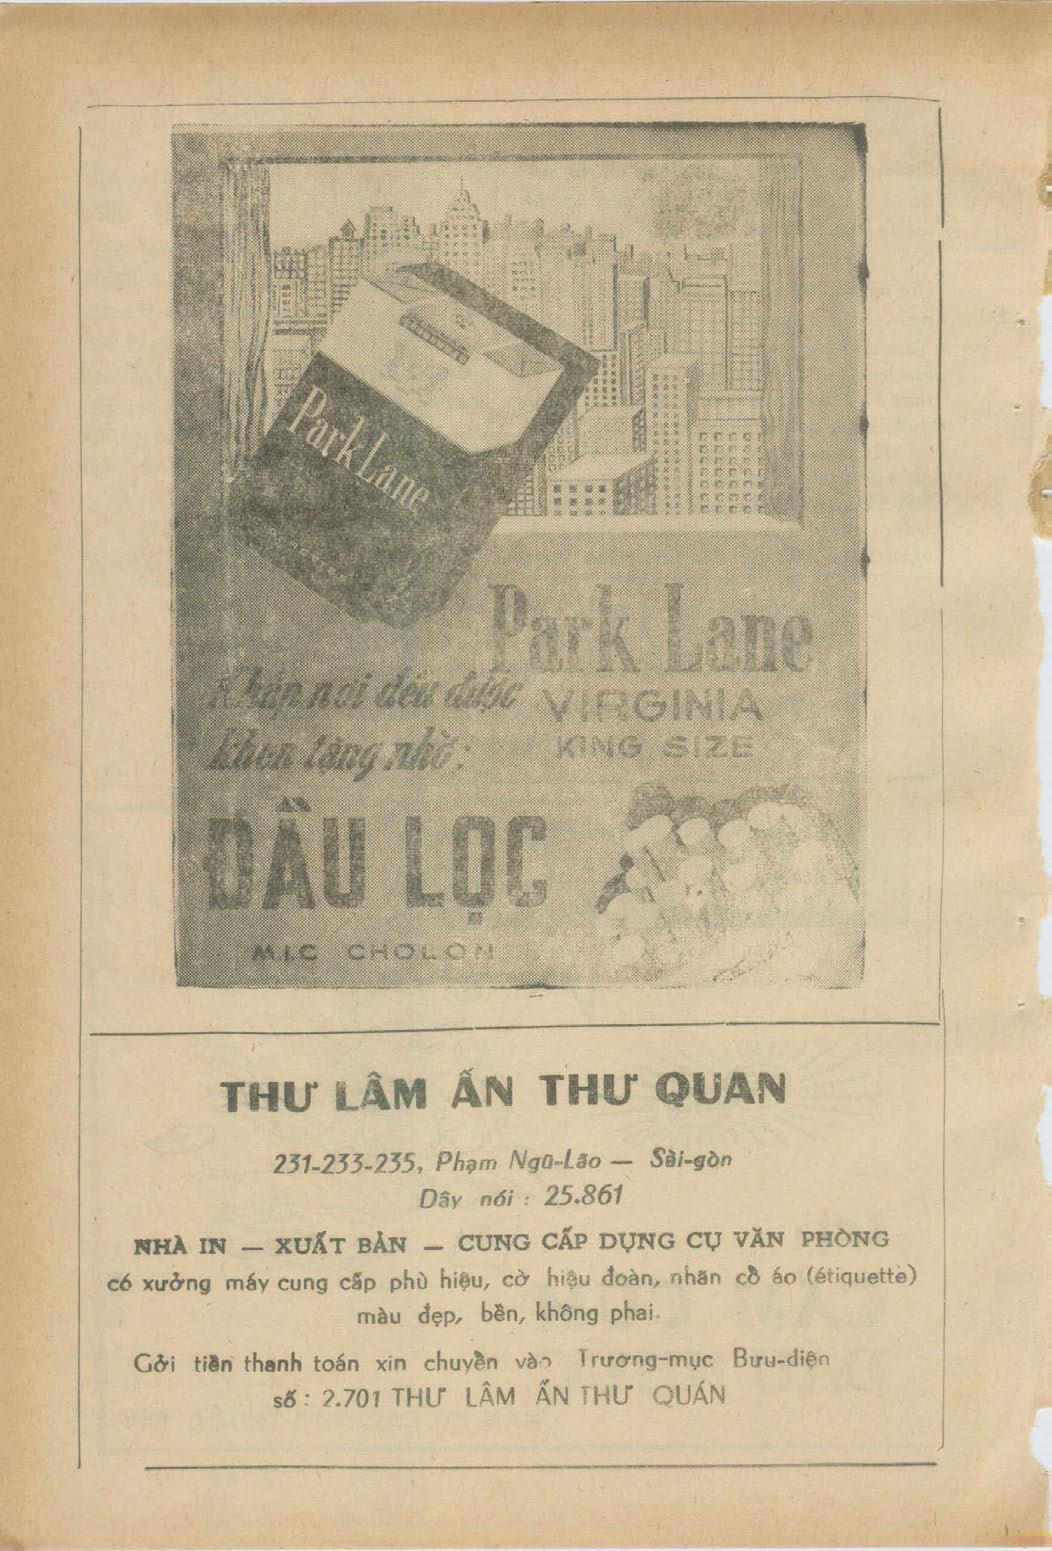 ParkLane
Park Lane
Khắp nơi đều được
VIRGINIA
khen tặng nhờ:
KING SIZE
ĐẦU LỌC
M.I.C CHOLON
THƯ LÂM ẤN THƯ QUAN
231-233-235, Phạm Ngũ-Lão — Sài-gòn
Dây nói : 25.861
NHÀ IN — XUẤT BẢN — CUNG CẤP DỤNG CỤ VĂN PHÒNG
có xưởng máy cung cấp phù hiệu, cờ hiệu đoàn, nhãn cồ áo (étiquette)
màu đẹp, bền, không phai.
Gởi tiền thanh toán xin chuyền vào Trương-mục Bưu-điện
số : 2.701 THƯ LÂM ẤN THƯ QUÁN